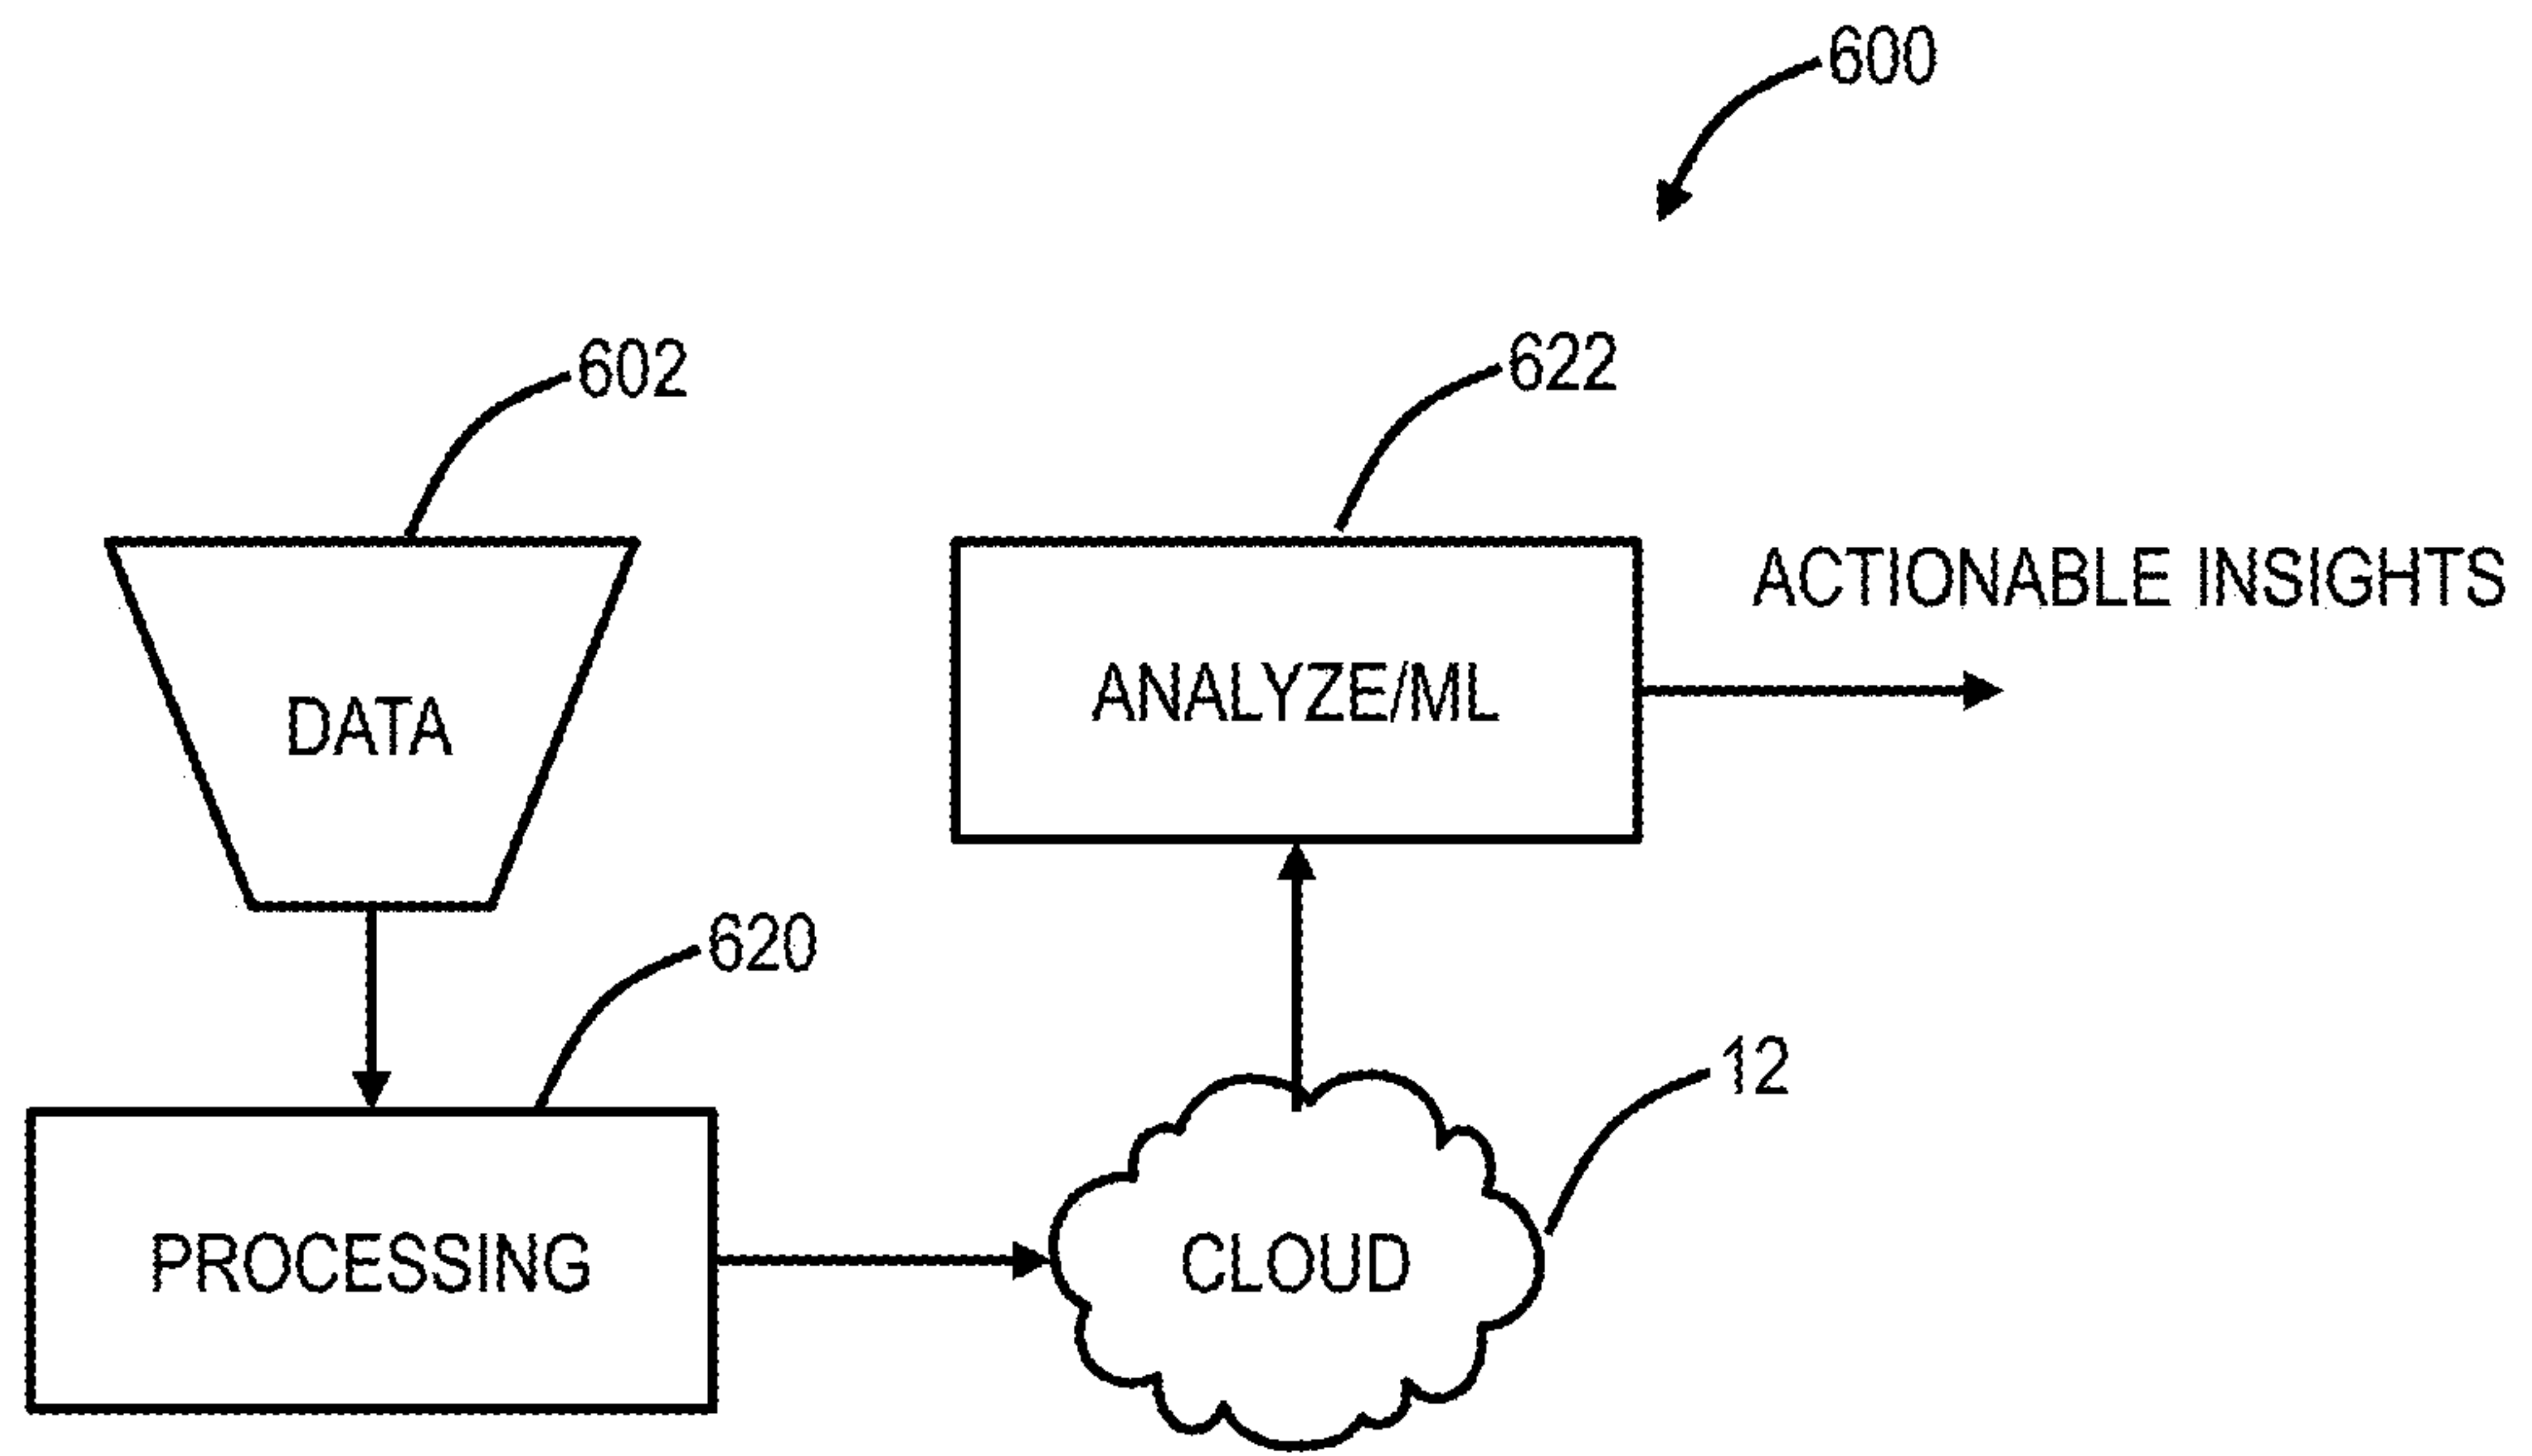 600
602
622
ACTIONABLE INSIGHTS
DATA
ANALYZE/ML
620
12
PROCESSING
CLOUD